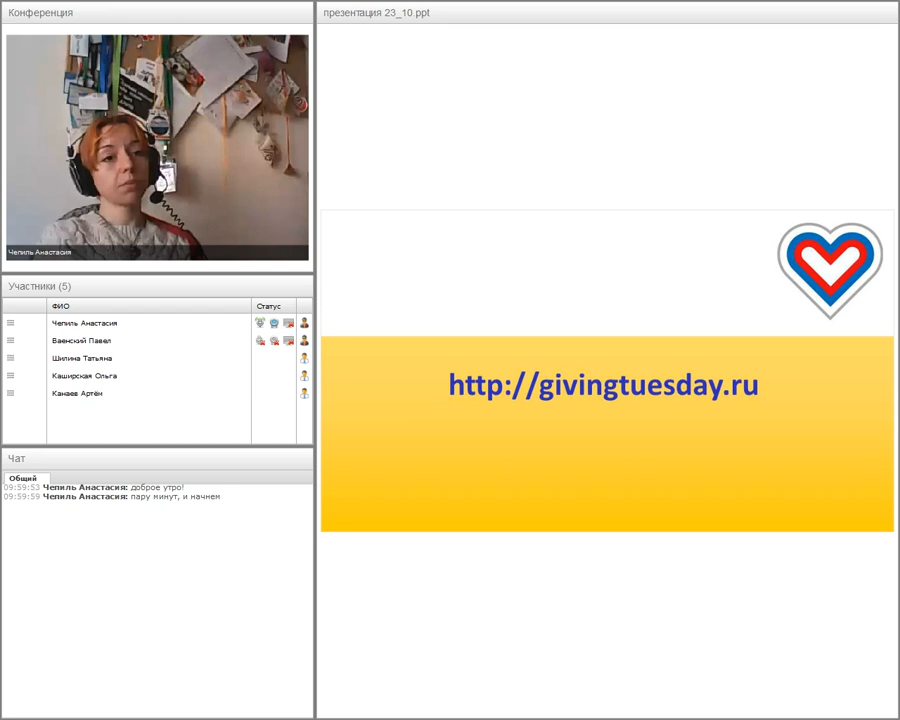 Конференция
Чепиль Анастасия
Участники (5)
ФИО
Статус
Чепиль Анастасия
Ваенский Павел
Шилина Татьяна
Каширская Ольга
Канаев Артём
Чат
Общий
09:59:53 Чепиль Анастасия: доброе утро!
09:59:59 Чепиль Анастасия: пару минут, и начнем
презентация 23_10.ppt
http://givingtuesday.ru